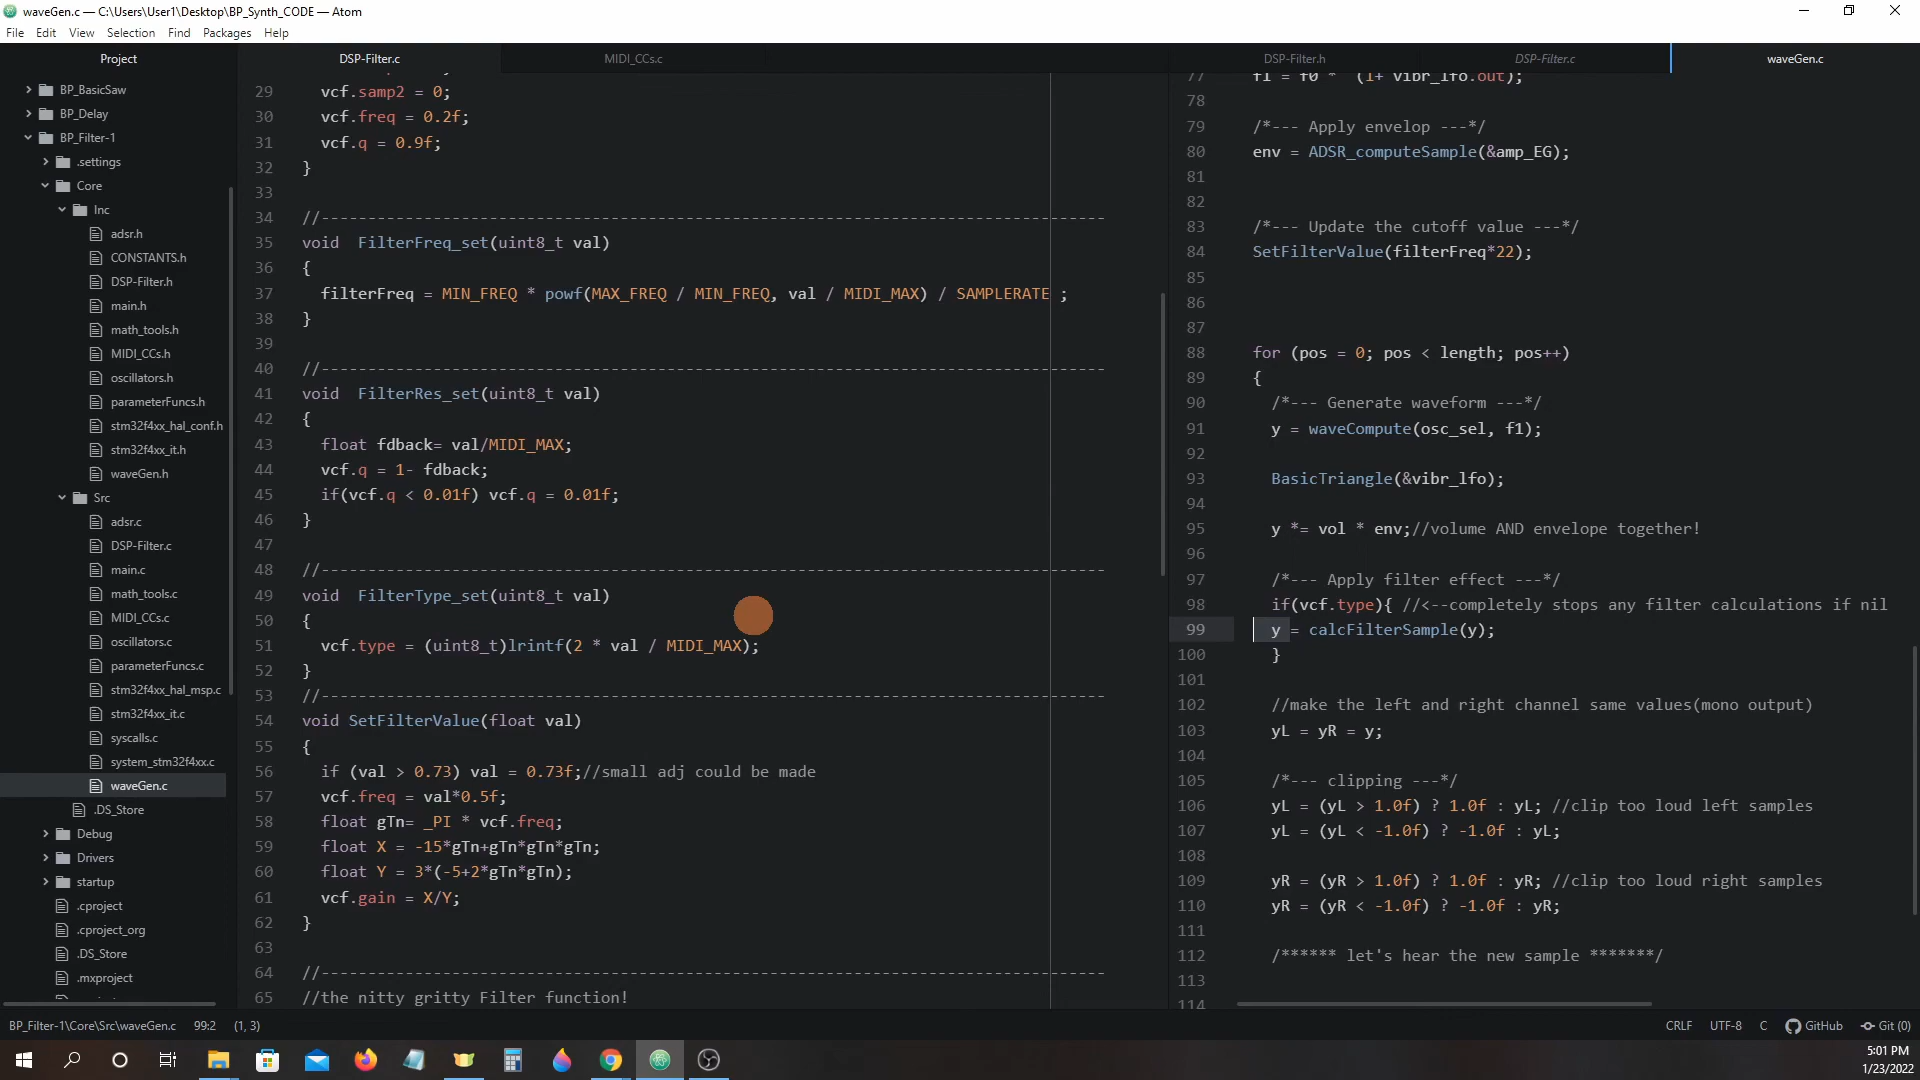 waveGen.c — C:\Users\User1\Desktop\BP_Synth_CODE — Atom
File Edit View Selection Find Packages Help
Project
BP_BasicSaw
BP_Delay
BP_Filter-1
.settings
Core
Inc
adsr.h
CONSTANTS.h
DSP-Filter.h
main.h
math_tools.h
MIDI_CCs.h
oscillators.h
parameterFuncs.h
stm32f4xx_hal_conf.h
stm32f4xx_it.h
waveGen.h
Src
adsr.c
DSP-Filter.c
main.c
math_tools.c
MIDI_CCs.c
oscillators.c
parameterFuncs.c
stm32f4xx_hal_msp.c
stm32f4xx_it.c
syscalls.c
system_stm32f4xx.c
waveGen.c
.DS_Store
Debug
Drivers
startup
.cproject
.cproject_org
.DS_Store
.mxproject
DSP-Filter.c MIDI_CCs.c
29 vcf.samp2 = 0;
30 vcf.freq = 0.2f;
31 vcf.q = 0.9f;
32 }
33
34 //------------------------------------------------------------------------------------
35 void  FilterFreq_set(uint8_t val)
36 {
37 filterFreq = MIN_FREQ * powf(MAX_FREQ / MIN_FREQ, val / MIDI_MAX) / SAMPLERATE ;
38 }
39
40 //------------------------------------------------------------------------------------
41 void  FilterRes_set(uint8_t val)
42 {
43 float fdback= val/MIDI_MAX;
44 vcf.q = 1- fdback;
45 if(vcf.q < 0.01f) vcf.q = 0.01f;
46 }
47
48 //------------------------------------------------------------------------------------
49 void  FilterType_set(uint8_t val)
50 {
51 vcf.type = (uint8_t)lrintf(2 * val / MIDI_MAX);
52 }
53 //------------------------------------------------------------------------------------
54 void SetFilterValue(float val)
55 {
56 if (val > 0.73) val = 0.73f;//small adj could be made
57 vcf.freq = val*0.5f;
58 float gTn= _PI * vcf.freq;
59 float X = -15*gTn+gTn*gTn*gTn;
60 float Y = 3*(-5+2*gTn*gTn);
61 vcf.gain = X/Y;
62 }
63
64 //------------------------------------------------------------------------------------
65 //the nitty gritty Filter function!
DSP-Filter.h DSP-Filter.c waveGen.c
77 f1 = f0 *  (1+ vibr_lfo.out);
78
79 /*--- Apply envelop ---*/
80 env = ADSR_computeSample(&amp_EG);
81
82
83 /*--- Update the cutoff value ---*/
84 SetFilterValue(filterFreq*22);
85
86
87
88 for (pos = 0; pos < length; pos++)
89 {
90 /*--- Generate waveform ---*/
91 y = waveCompute(osc_sel, f1);
92
93 BasicTriangle(&vibr_lfo);
94
95 y *= vol * env;//volume AND envelope together!
96
97 /*--- Apply filter effect ---*/
98 if(vcf.type){ //<--completely stops any filter calculations if nil
99 y = calcFilterSample(y);
100 }
101
102 //make the left and right channel same values(mono output)
103 yL = yR = y;
104
105 /*--- clipping ---*/
106 yL = (yL > 1.0f) ? 1.0f : yL; //clip too loud left samples
107 yL = (yL < -1.0f) ? -1.0f : yL;
108
109 yR = (yR > 1.0f) ? 1.0f : yR; //clip too loud right samples
110 yR = (yR < -1.0f) ? -1.0f : yR;
111
112 /****** let's hear the new sample *******/
113
114
BP_Filter-1\Core\Src\waveGen.c 99:2 (1, 3) CRLF UTF-8 C GitHub Git (0)
5:01 PM
1/23/2022